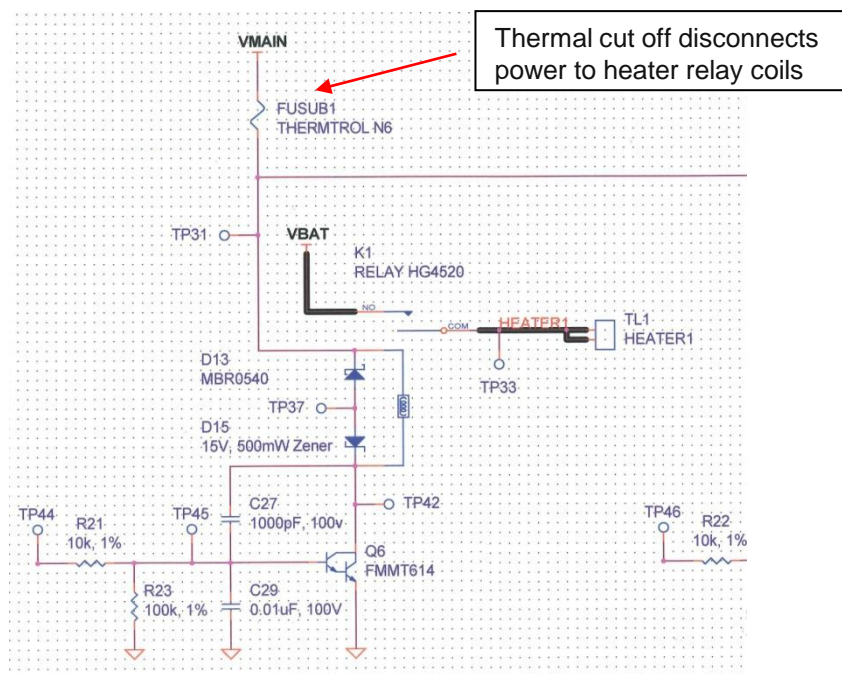 Thermal cut off disconnects
power to heater relay coils
VMAIN
FUSUB1
THERMTROL N6
TP31
VBAT
K1
RELAY HG4520
NO
COM
HEATER1
TL1
HEATER1
TP33
D13
MBR0540
TP37
D15
15V, 500mW Zener
TP42
C27
1000pF, 100v
TP44
R21
10k, 1%
TP45
Q6
FMMT614
R23
100k, 1%
C29
0.01uF, 100V
TP46
R22
10k, 1%